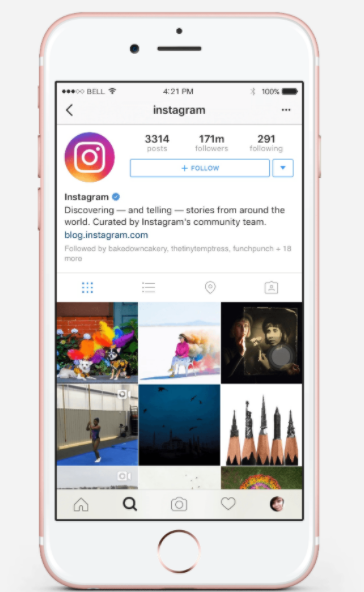 BELL 4:21 PM 100%
instagram
3314 171m 291
posts followers following
+ FOLLOW
Instagram
Discovering — and telling — stories from around the
world. Curated by Instagram's community team.
blog.instagram.com
Followed by bakedowncakery, thetinytemptress, funchpunch + 18
more